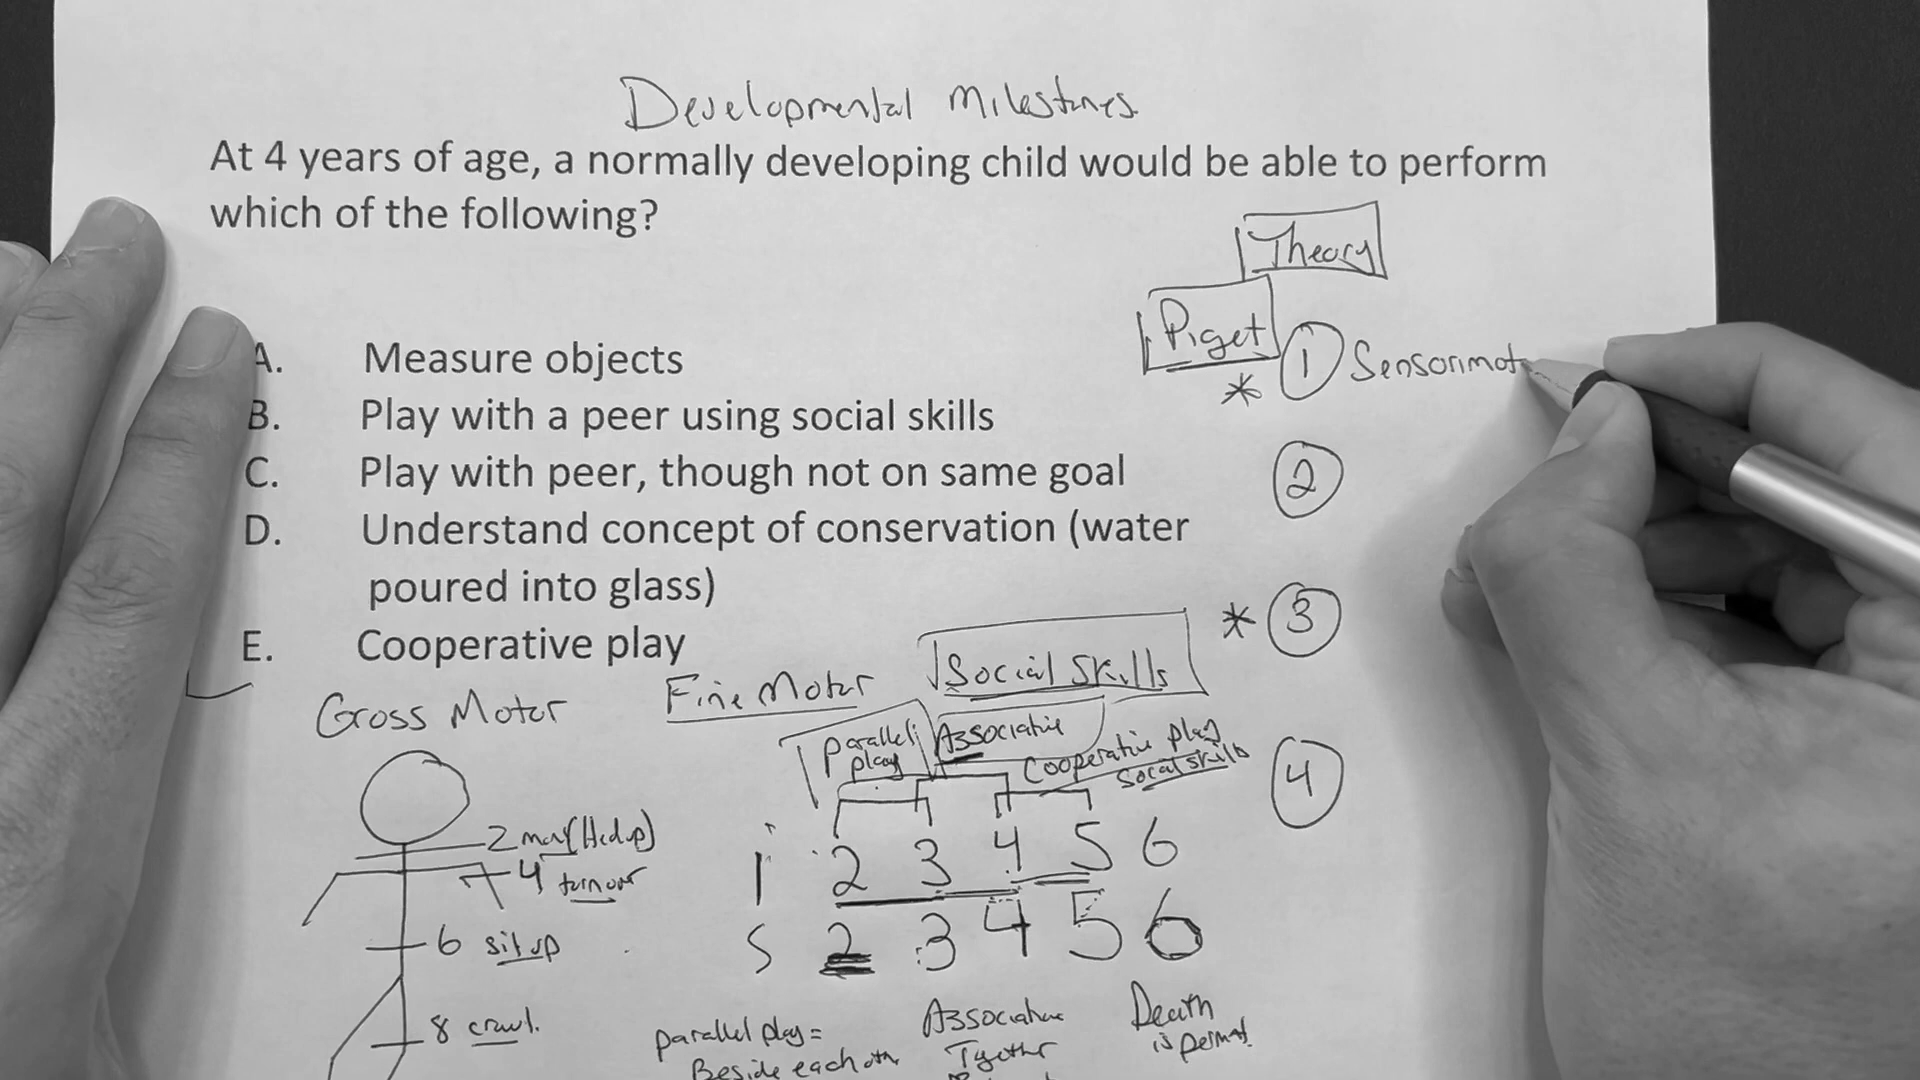 Developmental Milestones
At 4 years of age, a normally developing child would be able to perform
which of the following?
Theory
Piget
* 1 Sensorimot
A. Measure objects
B. Play with a peer using social skills
C. Play with peer, though not on same goal
2
D. Understand concept of conservation (water
poured into glass)
* 3
E. Cooperative play
Gross Motor
Fine Motor
Social Skills
parallel
play
Associative
Cooperative play
Social skills
4
2 mo
4 turnover
6 sit up
8 crawl.
1 2 3 4 5 6
S 2 3 4 5 6
parallel play =
Beside each oth
Associative
Together
Death
is